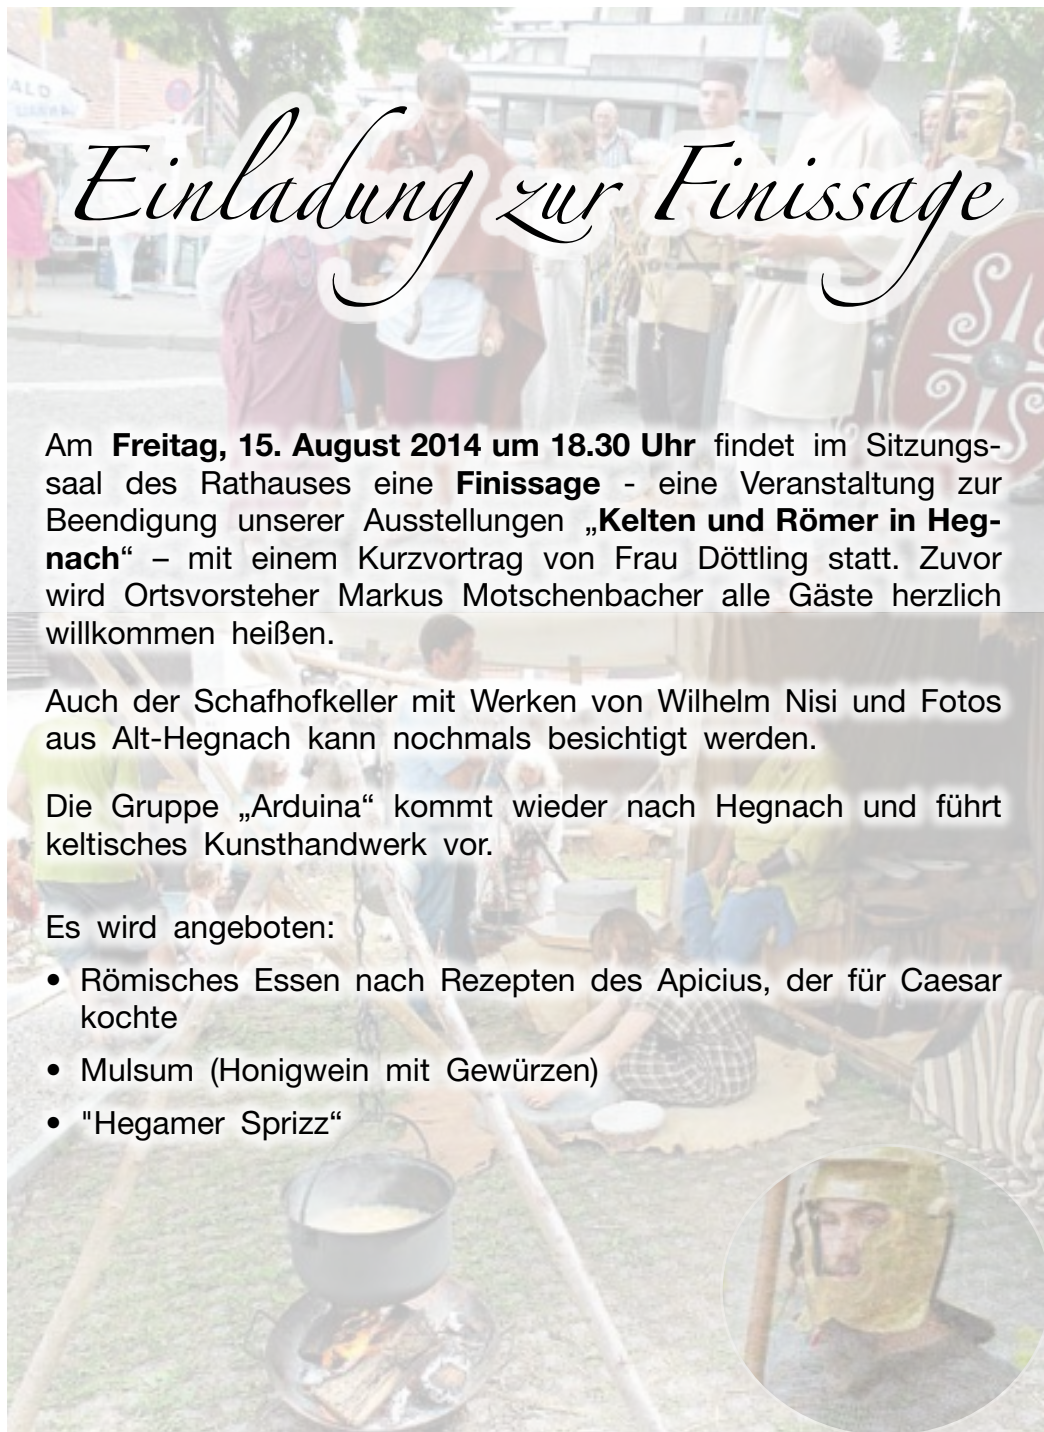 ALD
Einladung zur Finissage
Am Freitag, 15. August 2014 um 18.30 Uhr findet im Sitzungs-
saal des Rathauses eine Finissage - eine Veranstaltung zur
Beendigung unserer Ausstellungen „Kelten und Römer in Heg-
nach“ – mit einem Kurzvortrag von Frau Döttling statt. Zuvor
wird Ortsvorsteher Markus Motschenbacher alle Gäste herzlich
willkommen heißen.
Auch der Schafhofkeller mit Werken von Wilhelm Nisi und Fotos
aus Alt-Hegnach kann nochmals besichtigt werden.
Die Gruppe „Arduina“ kommt wieder nach Hegnach und führt
keltisches Kunsthandwerk vor.
Es wird angeboten:
• Römisches Essen nach Rezepten des Apicius, der für Caesar
kochte
• Mulsum (Honigwein mit Gewürzen)
• "Hegamer Sprizz“